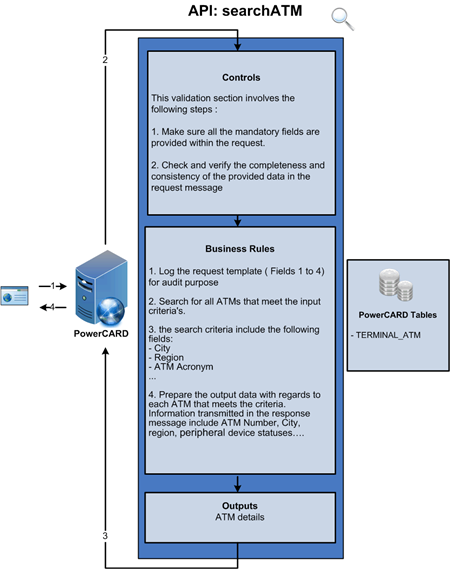 API: searchATM
2
Controls
This validation section involves the
following steps :
1. Make sure all the mandatory fields are
provided within the request.
2. Check and verify the completeness and
consistency of the provided data in the
request message
Business Rules
1. Log the request template ( Fields 1 to 4)
for audit purpose
2. Search for all ATMs that meet the input
criteria's.
3. the search criteria include the following
fields:
- City
- Region
- ATM Acronym
...
4. Prepare the output data with regards to
each ATM that meets the criteria.
Information transmitted in the response
message include ATM Number, City,
region, peripheral device statuses….
1
4
PowerCARD
PowerCARD Tables
- TERMINAL_ATM
Outputs
ATM details
3